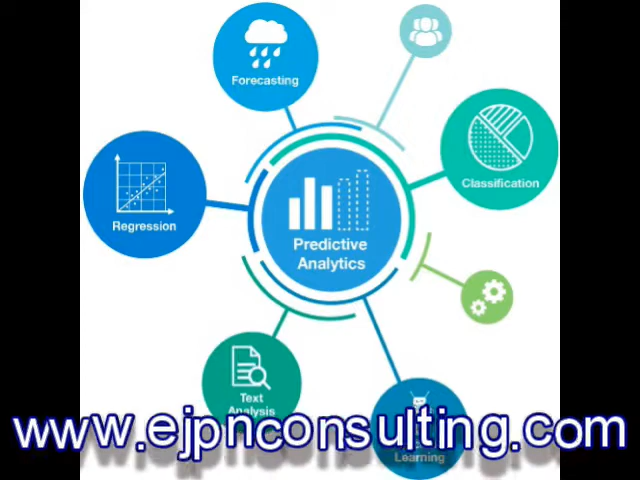 Forecasting
Classification
Regression
Predictive
Analytics
Text
Analysis
Learning
www.ejpnconsulting.com